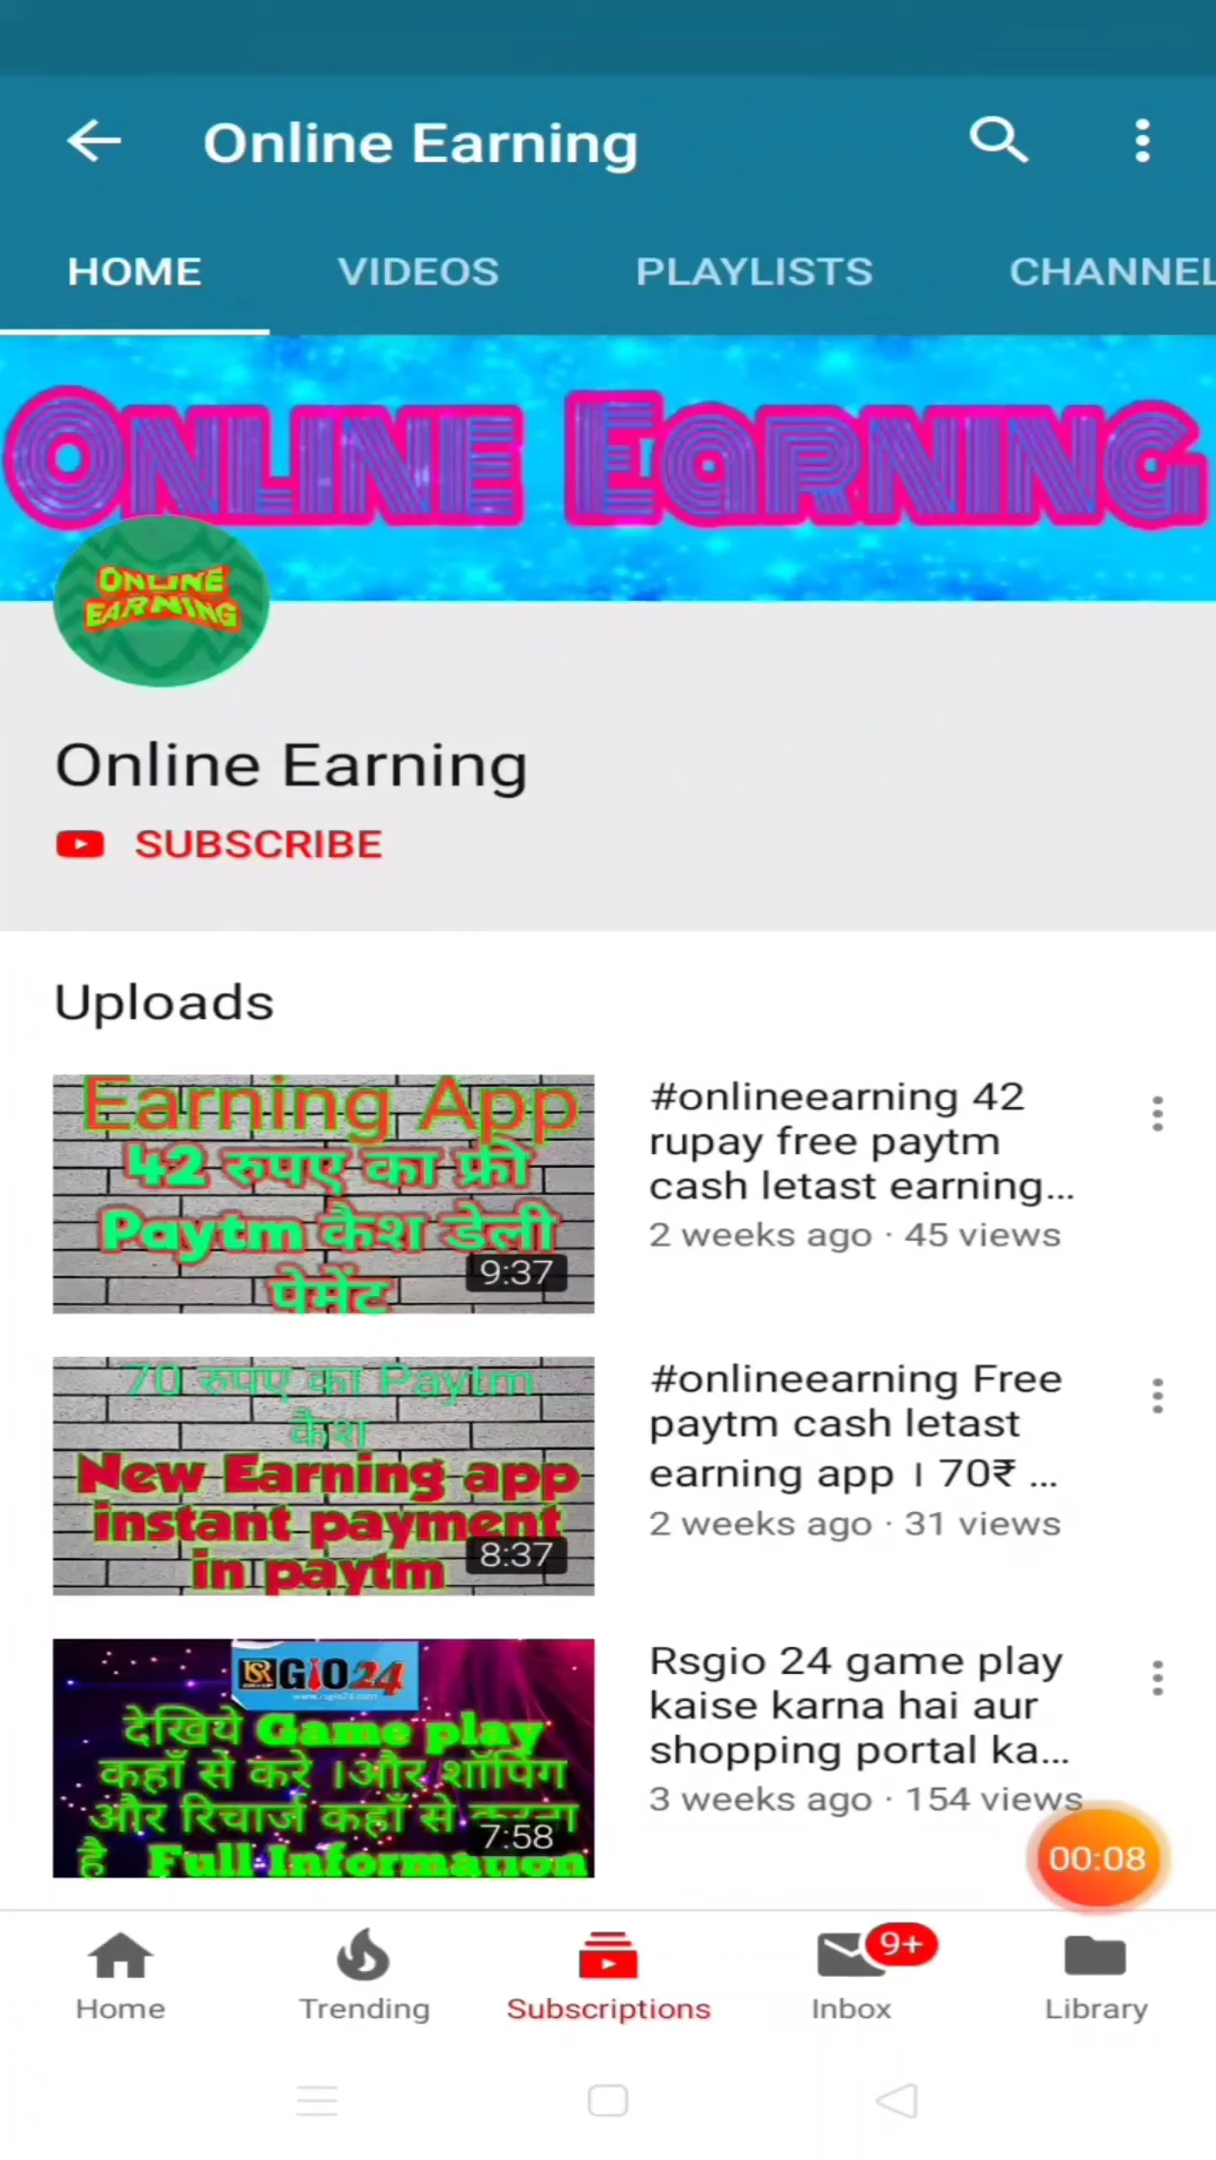 Online Earning
HOME VIDEOS PLAYLISTS CHANNEL
ONLINE EARNING
ONLINE
EARNING
Online Earning
SUBSCRIBE
Uploads
Earning App
42 रुपए का फ्री
Paytm कैश डेली
पेमेंट
9:37
#onlineearning 42
rupay free paytm
cash letast earning...
2 weeks ago · 45 views
70 रुपए का Paytm
कैश
New Earning app
instant payment
in paytm
8:37
#onlineearning Free
paytm cash letast
earning app । 70₹ ...
2 weeks ago · 31 views
RSGIO24
www.rsgio24.com
देखिये Game play
कहाँ से करे ।और शॉपिंग
और रिचार्ज कहाँ से करना
है Full Information
7:58
Rsgio 24 game play
kaise karna hai aur
shopping portal ka...
3 weeks ago · 154 views
00:08
9+
Home Trending Subscriptions Inbox Library